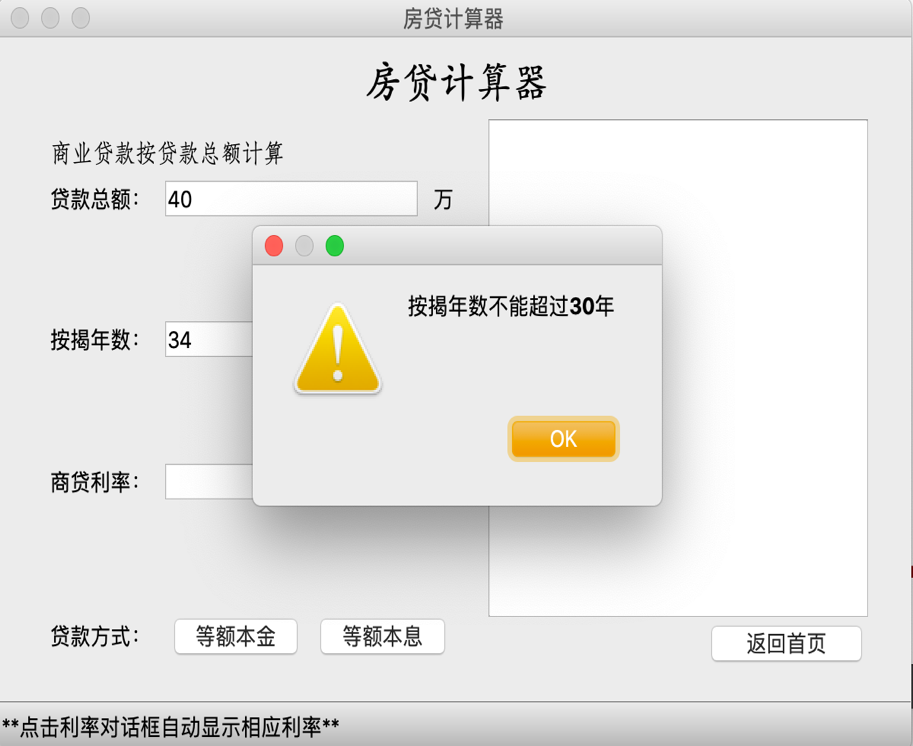 房贷计算器
房贷计算器
商业贷款按贷款总额计算
贷款总额： 40 万
按揭年数不能超过30年
按揭年数： 34
OK
商贷利率：
贷款方式： 等额本金 等额本息
返回首页
**点击利率对话框自动显示相应利率**